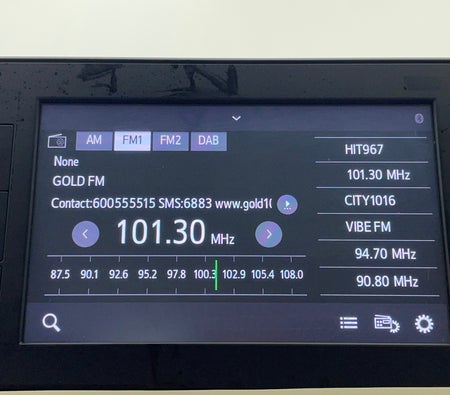 AM FM1 FM2 DAB
None
GOLD FM
Contact:600555515 SMS:6883 www.gold1(
101.30 MHz
87.5 90.1 92.6 95.2 97.8 100.3 102.9 105.4 108.0
HIT967
101.30 MHz
CITY1016
VIBE FM
94.70 MHz
90.80 MHz